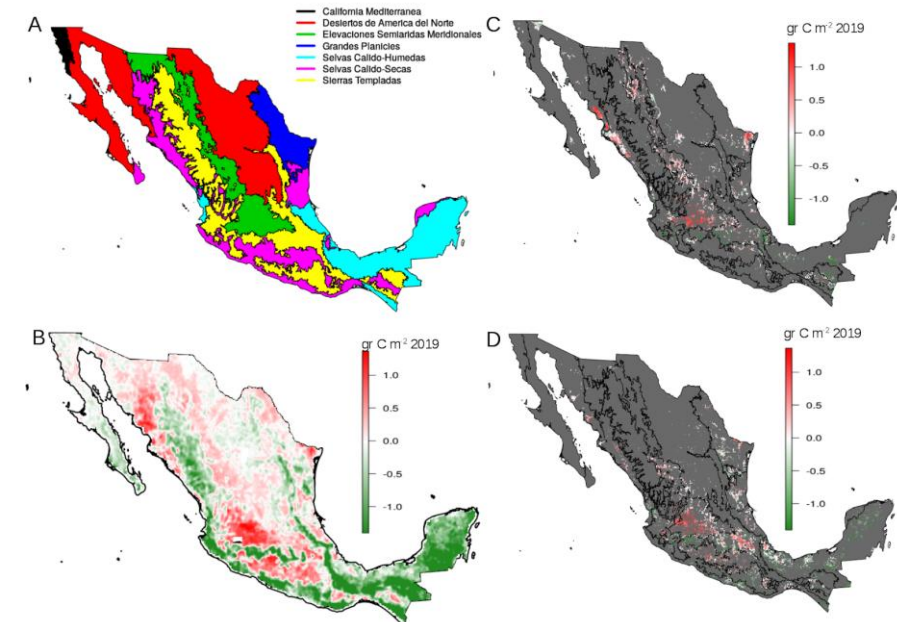 A
California Mediterranea
Desiertos de America del Norte
Elevaciones Semiaridas Meridionales
Grandes Planicies
Selvas Calido-Humedas
Selvas Calido-Secas
Sierras Templadas
C
gr C m⁻² 2019
1.0
0.5
0.0
-0.5
-1.0
B
gr C m⁻² 2019
1.0
0.5
0.0
-0.5
-1.0
D
gr C m⁻² 2019
1.0
0.5
0.0
-0.5
-1.0